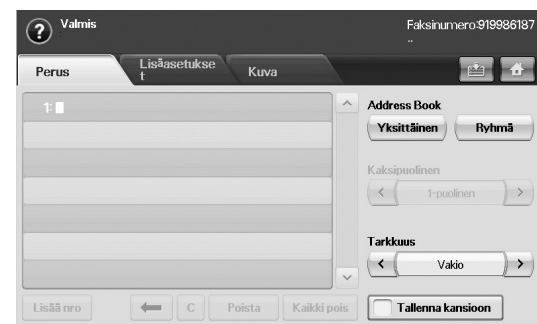 Valmis
Faksinumero:919986187
..
Perus
Lisäasetukse
t
Kuva
1:
Address Book
Yksittäinen
Ryhmä
Kaksipuolinen
1-puolinen
Tarkkuus
Vakio
Lisää nro
C
Poista
Kaikki pois
Tallenna kansioon